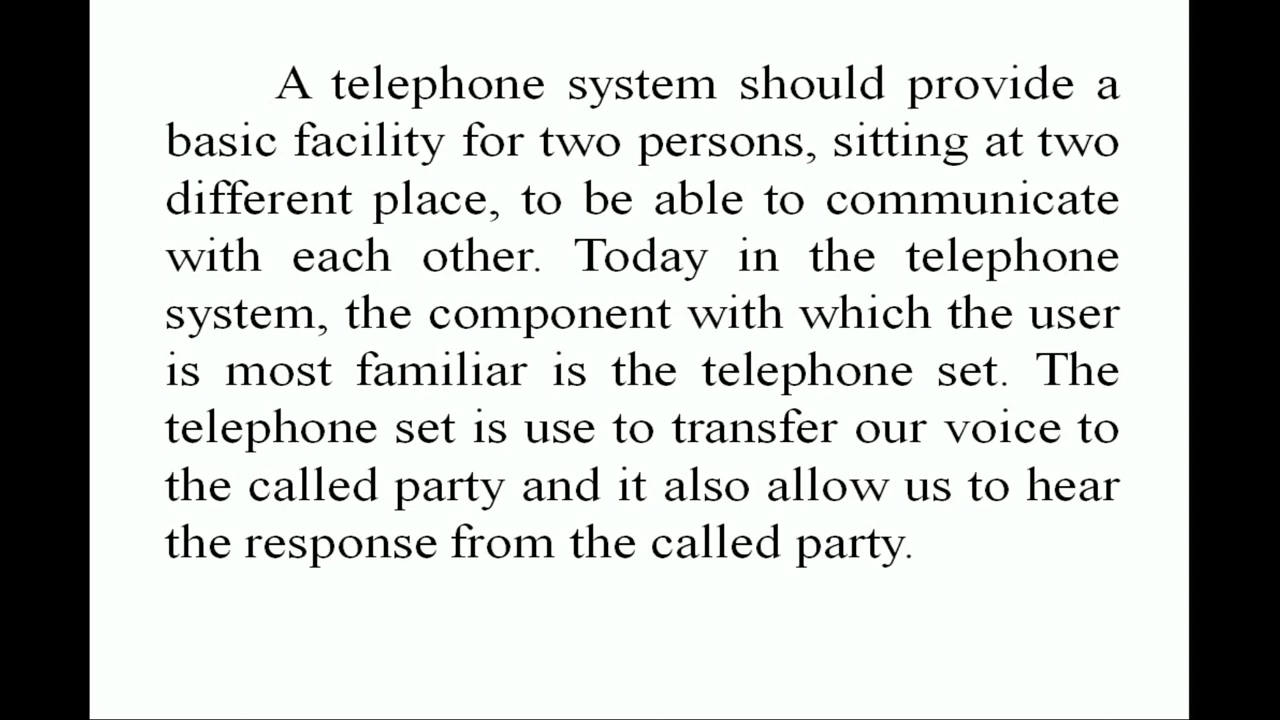 A telephone system should provide a
basic facility for two persons, sitting at two
different place, to be able to communicate
with each other. Today in the telephone
system, the component with which the user
is most familiar is the telephone set. The
telephone set is use to transfer our voice to
the called party and it also allow us to hear
the response from the called party.